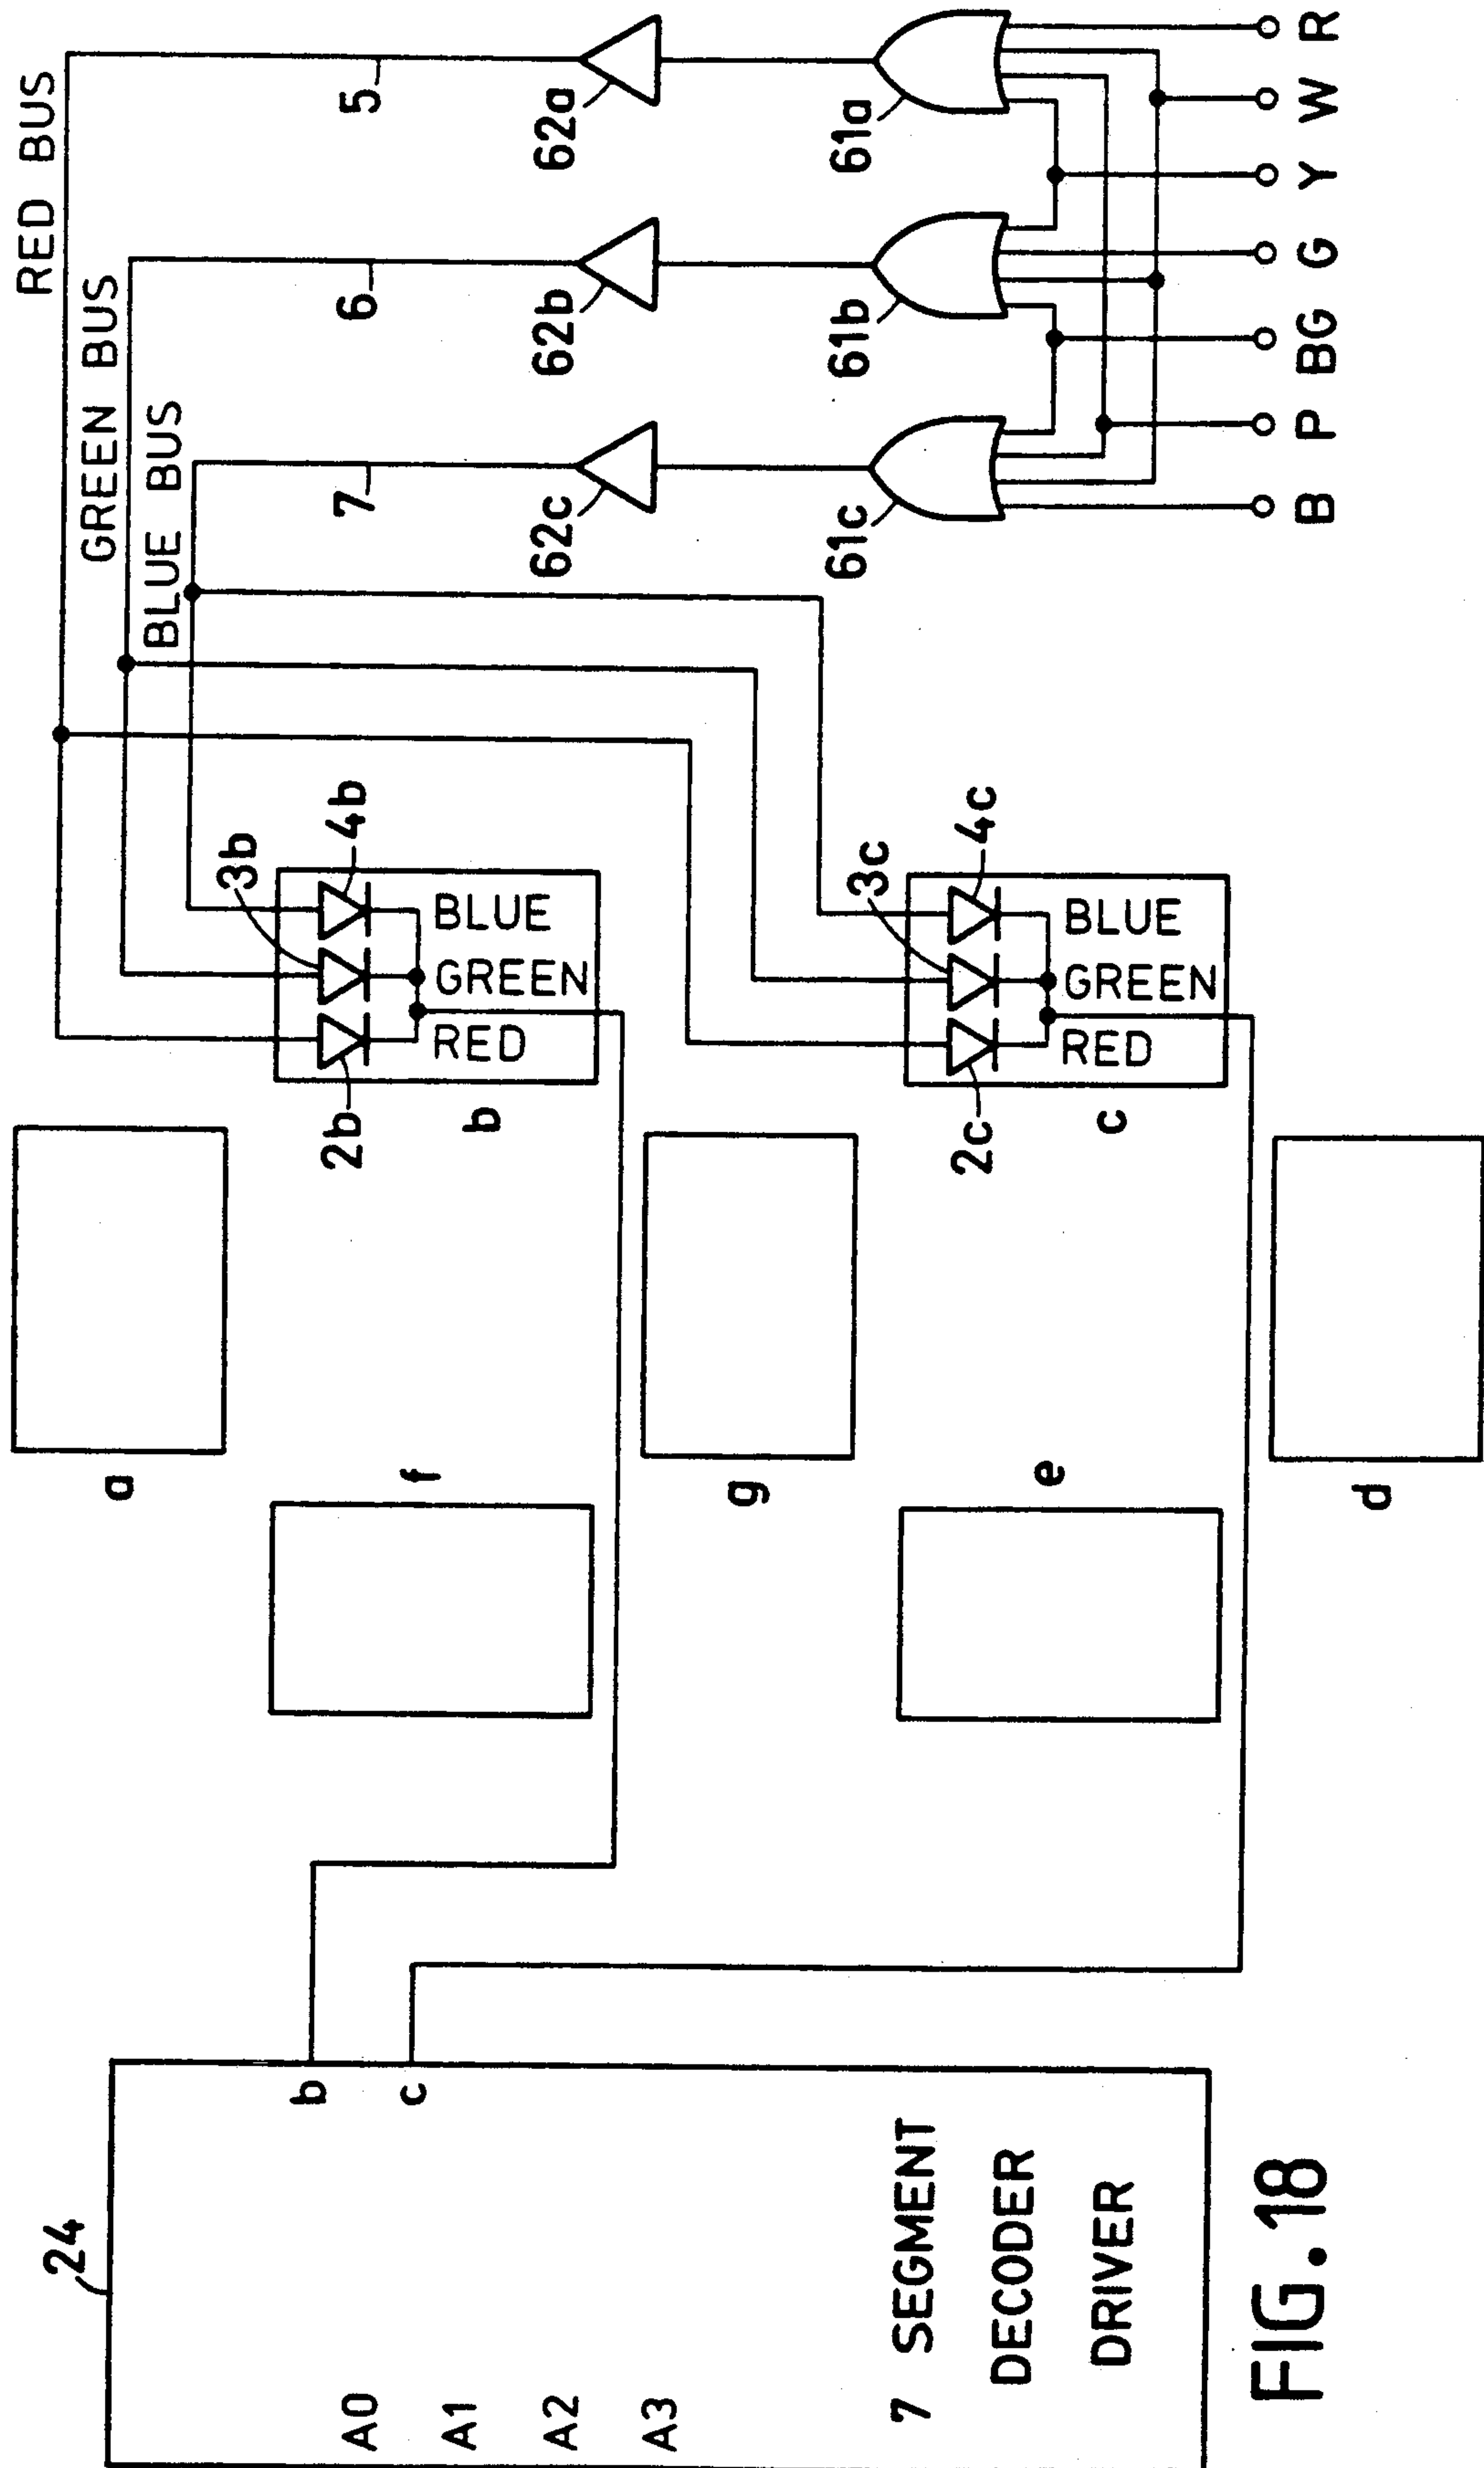 24
A0
A1
A2
A3
b
c
7 SEGMENT
DECODER
DRIVER
a
f
g
e
d
b
2b
3b
4b
BLUE
GREEN
RED
c
2c
3c
4c
BLUE
GREEN
RED
RED BUS
GREEN BUS
BLUE BUS
5
6
7
62a
62b
62c
61a
61b
61c
B
P
BG
G
Y
W
R
FIG. 18